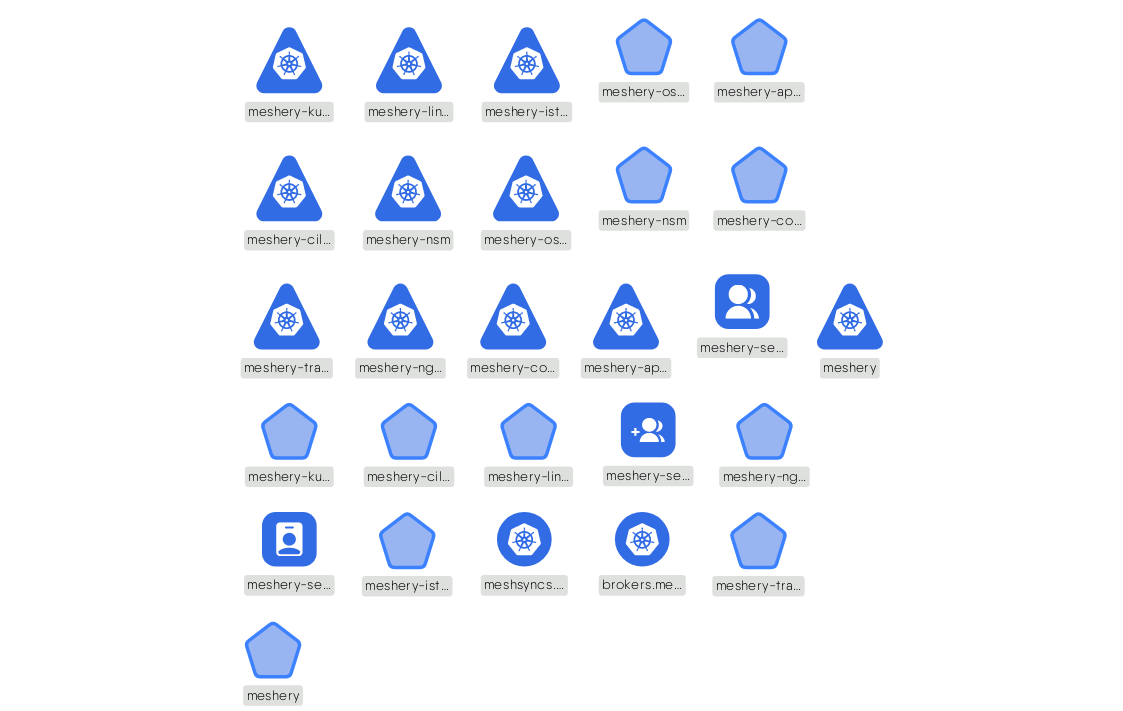 meshery-ku...
meshery-lin...
meshery-ist...
meshery-os...
meshery-ap...
meshery-cil...
meshery-nsm
meshery-os...
meshery-nsm
meshery-co...
meshery-tra...
meshery-ng...
meshery-co...
meshery-ap...
meshery-se...
meshery
meshery-ku...
meshery-cil...
meshery-lin...
meshery-se...
meshery-ng...
meshery-se...
meshery-ist...
meshsyncs....
brokers.me...
meshery-tra...
meshery